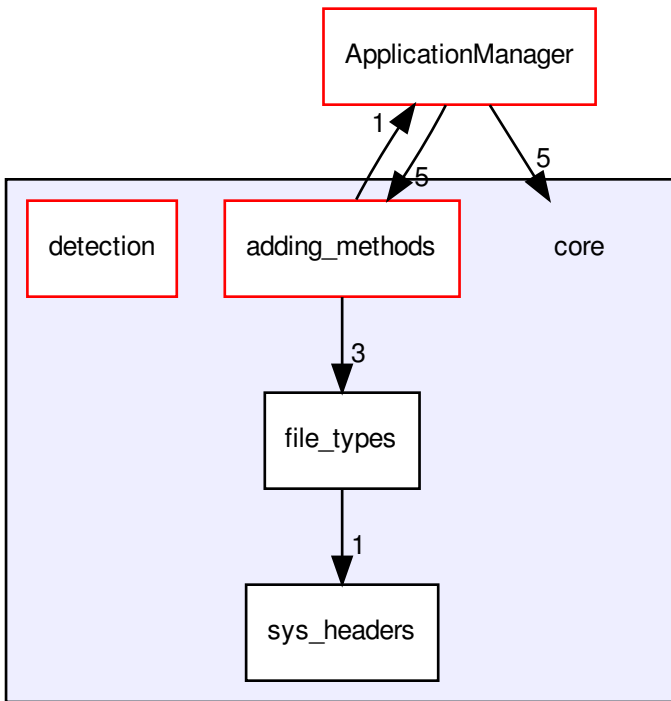 ApplicationManager
1
5
5
detection
adding_methods
core
3
file_types
1
sys_headers